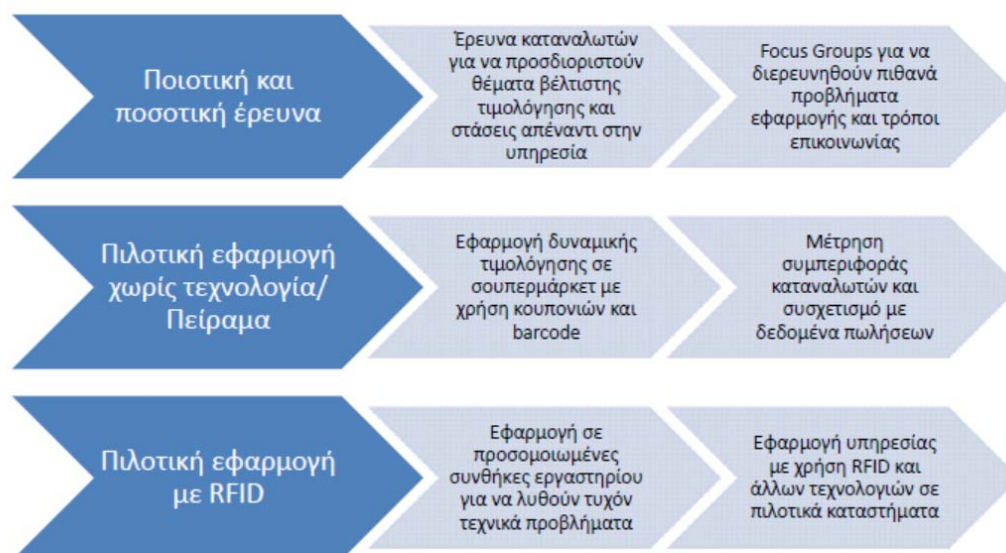 Ποιοτική και
ποσοτική έρευνα
Έρευνα καταναλωτών
για να προσδιοριστούν
θέματα βέλτιστης
τιμολόγησης και
στάσεις απέναντι στην
υπηρεσία
Focus Groups για να
διερευνηθούν πιθανά
προβλήματα
εφαρμογής και τρόποι
επικοινωνίας
Πιλοτική εφαρμογή
χωρίς τεχνολογία/
Πείραμα
Εφαρμογή δυναμικής
τιμολόγησης σε
σουπερμάρκετ με
χρήση κουπονιών και
barcode
Μέτρηση
συμπεριφοράς
καταναλωτών και
συσχετισμό με
δεδομένα πωλήσεων
Πιλοτική εφαρμογή
με RFID
Εφαρμογή σε
προσομοιωμένες
συνθήκες εργαστηρίου
για να λυθούν τυχόν
τεχνικά προβλήματα
Εφαρμογή υπηρεσίας
με χρήση RFID και
άλλων τεχνολογιών σε
πιλοτικά καταστήματα